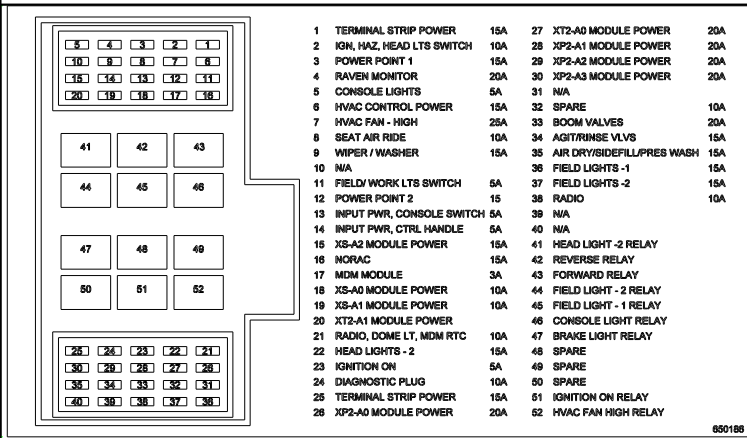 5 4 3 2 1
10 9 8 7 6
15 14 13 12 11
20 19 18 17 16
41 42 43
44 45 46
47 48 49
50 51 52
25 24 23 22 21
30 29 28 27 26
35 34 33 32 31
40 39 38 37 36
1 TERMINAL STRIP POWER 15A
2 IGN, HAZ, HEAD LTS SWITCH 10A
3 POWER POINT 1 15A
4 RAVEN MONITOR 20A
5 CONSOLE LIGHTS 5A
6 HVAC CONTROL POWER 15A
7 HVAC FAN - HIGH 25A
8 SEAT AIR RIDE 10A
9 WIPER / WASHER 15A
10 N/A
11 FIELD/ WORK LTS SWITCH 5A
12 POWER POINT 2 15
13 INPUT PWR, CONSOLE SWITCH 5A
14 INPUT PWR, CTRL HANDLE 5A
15 XS-A2 MODULE POWER 15A
16 NORAC 15A
17 MDM MODULE 3A
18 XS-A0 MODULE POWER 10A
19 XS-A1 MODULE POWER 10A
20 XT2-A1 MODULE POWER
21 RADIO, DOME LT, MDM RTC 10A
22 HEAD LIGHTS - 2 15A
23 IGNITION ON 5A
24 DIAGNOSTIC PLUG 10A
25 TERMINAL STRIP POWER 15A
26 XP2-A0 MODULE POWER 20A
27 XT2-A0 MODULE POWER 20A
28 XP2-A1 MODULE POWER 20A
29 XP2-A2 MODULE POWER 20A
30 XP2-A3 MODULE POWER 20A
31 N/A
32 SPARE 10A
33 BOOM VALVES 20A
34 AGIT/RINSE VLVS 15A
35 AIR DRY/SIDEFILL/PRES WASH 15A
36 FIELD LIGHTS -1 15A
37 FIELD LIGHTS -2 15A
38 RADIO 10A
39 N/A
40 N/A
41 HEAD LIGHT -2 RELAY
42 REVERSE RELAY
43 FORWARD RELAY
44 FIELD LIGHT - 2 RELAY
45 FIELD LIGHT - 1 RELAY
46 CONSOLE LIGHT RELAY
47 BRAKE LIGHT RELAY
48 SPARE
49 SPARE
50 SPARE
51 IGNITION ON RELAY
52 HVAC FAN HIGH RELAY
650186